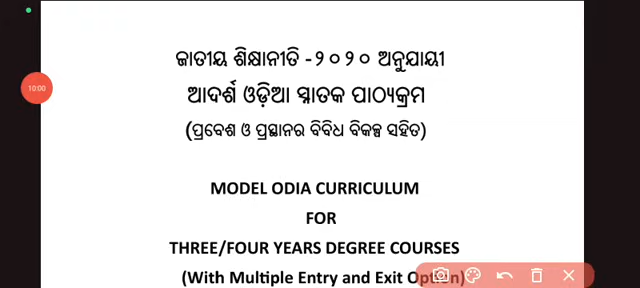 ଜାତୀୟ ଶିକ୍ଷାନୀତି -୨୦୨୦ ଅନୁଯାୟୀ
ଆଦର୍ଶ ଓଡ଼ିଆ ସ୍ନାତକ ପାଠ୍ୟକ୍ରମ
(ପ୍ରବେଶ ଓ ପ୍ରସ୍ଥାନର ବିବିଧ ବିକଳ୍ପ ସହିତ)
10:00
MODEL ODIA CURRICULUM
FOR
THREE/FOUR YEARS DEGREE COURSES
(With Multiple Entry and Exit Option)